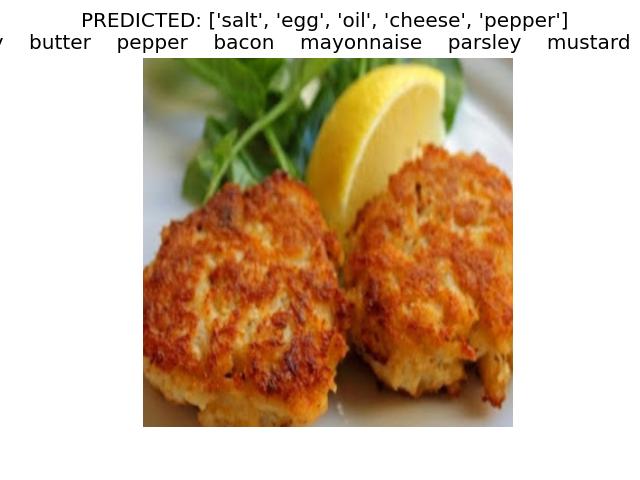 PREDICTED: ['salt', 'egg', 'oil', 'cheese', 'pepper']
butter pepper bacon mayonnaise parsley mustard